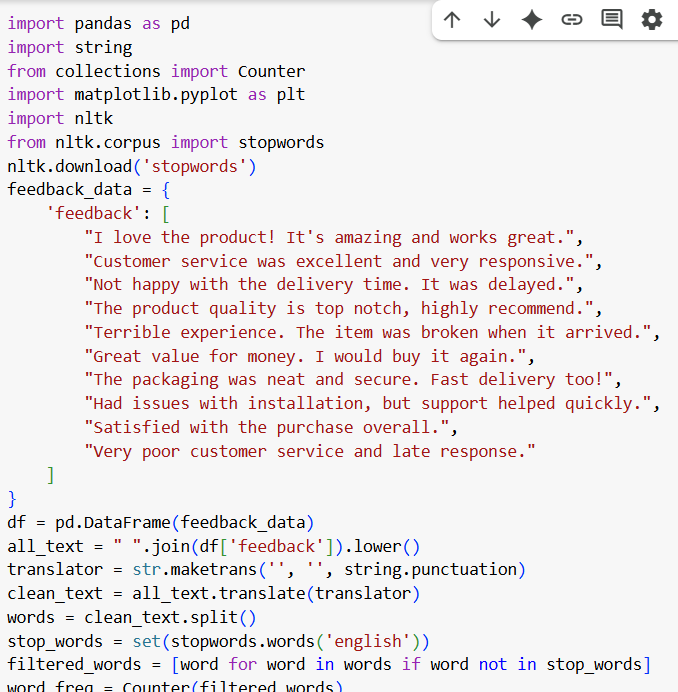 import pandas as pd
import string
from collections import Counter
import matplotlib.pyplot as plt
import nltk
from nltk.corpus import stopwords
nltk.download('stopwords')
feedback_data = {
    'feedback': [
        "I love the product! It's amazing and works great.",
        "Customer service was excellent and very responsive.",
        "Not happy with the delivery time. It was delayed.",
        "The product quality is top notch, highly recommend.",
        "Terrible experience. The item was broken when it arrived.",
        "Great value for money. I would buy it again.",
        "The packaging was neat and secure. Fast delivery too!",
        "Had issues with installation, but support helped quickly.",
        "Satisfied with the purchase overall.",
        "Very poor customer service and late response."
    ]
}
df = pd.DataFrame(feedback_data)
all_text = " ".join(df['feedback']).lower()
translator = str.maketrans('', '', string.punctuation)
clean_text = all_text.translate(translator)
words = clean_text.split()
stop_words = set(stopwords.words('english'))
filtered_words = [word for word in words if word not in stop_words]
word_freq = Counter(filtered_words)